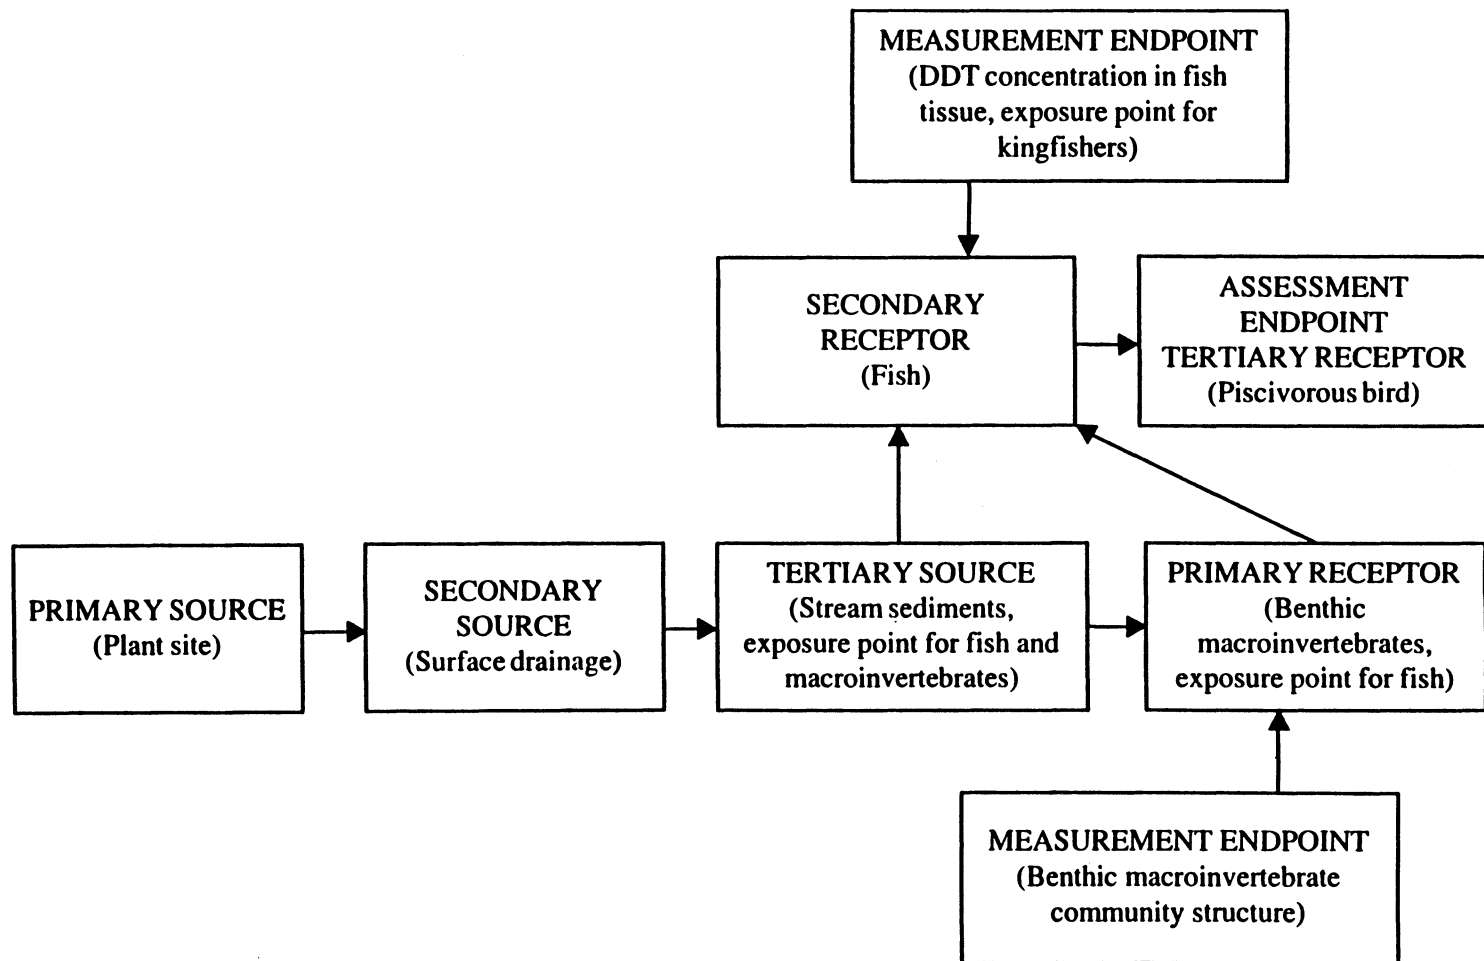 MEASUREMENT ENDPOINT
(DDT concentration in fish
tissue, exposure point for
kingfishers)
SECONDARY
RECEPTOR
(Fish)
ASSESSMENT
ENDPOINT
TERTIARY RECEPTOR
(Piscivorous bird)
PRIMARY SOURCE
(Plant site)
SECONDARY
SOURCE
(Surface drainage)
TERTIARY SOURCE
(Stream sediments,
exposure point for fish and
macroinvertebrates)
PRIMARY RECEPTOR
(Benthic
macroinvertebrates,
exposure point for fish)
MEASUREMENT ENDPOINT
(Benthic macroinvertebrate
community structure)